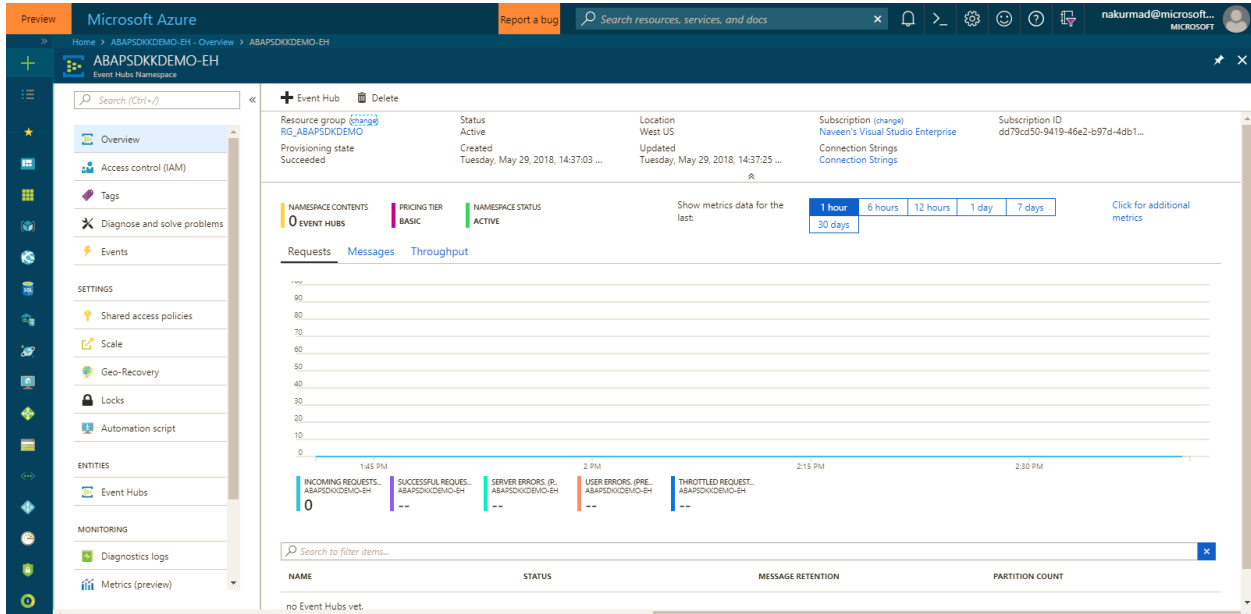 Preview
Microsoft Azure
Report a bug
Search resources, services, and docs
nakurmad@microsoft...
MICROSOFT
Home > ABAPSDKKDEMO-EH - Overview > ABAPSDKKDEMO-EH
ABAPSDKKDEMO-EH
Event Hubs Namespace
Search (Ctrl+/)
Overview
Access control (IAM)
Tags
Diagnose and solve problems
Events
SETTINGS
Shared access policies
Scale
Geo-Recovery
Locks
Automation script
ENTITIES
Event Hubs
MONITORING
Diagnostics logs
Metrics (preview)
Event Hub Delete
Resource group (change)
RG_ABAPSDKDEMO
Status
Active
Location
West US
Subscription (change)
Naveen's Visual Studio Enterprise
Subscription ID
dd79cd50-9419-46e2-b97d-4db1...
Provisioning state
Succeeded
Created
Tuesday, May 29, 2018, 14:37:03 ...
Updated
Tuesday, May 29, 2018, 14:37:25 ...
Connection Strings
Connection Strings
NAMESPACE CONTENTS
0 EVENT HUBS
PRICING TIER
BASIC
NAMESPACE STATUS
ACTIVE
Show metrics data for the
last:
1 hour 6 hours 12 hours 1 day 7 days
30 days
Click for additional
metrics
Requests Messages Throughput
100
90
80
70
60
50
40
30
20
10
0
1:45 PM 2 PM 2:15 PM 2:30 PM
INCOMING REQUESTS...
ABAPSDKKDEMO-EH
0
SUCCESSFUL REQUES...
ABAPSDKKDEMO-EH
--
SERVER ERRORS. (P...
ABAPSDKKDEMO-EH
--
USER ERRORS. (PRE...
ABAPSDKKDEMO-EH
--
THROTTLED REQUEST...
ABAPSDKKDEMO-EH
--
Search to filter items...
NAME STATUS MESSAGE RETENTION PARTITION COUNT
no Event Hubs yet.